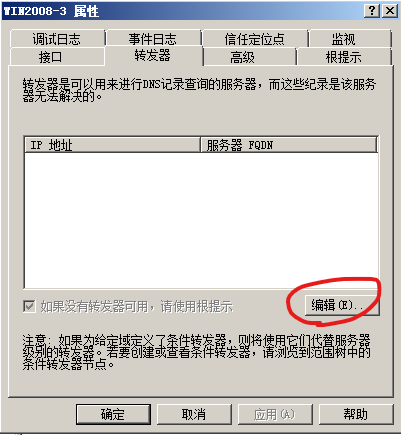 WIN2008-3 属性
调试日志 事件日志 信任定位点 监视
接口 转发器 高级 根提示
转发器是可以用来进行DNS记录查询的服务器，而这些纪录是该服务
器无法解决的。
IP 地址 服务器 FQDN
编辑(E)...
如果没有转发器可用，请使用根提示
注意: 如果为给定域定义了条件转发器，则将使用它们代替服务器
级别的转发器。若要创建或查看条件转发器，请浏览到范围树中的
条件转发器节点。
确定 取消 应用(A) 帮助